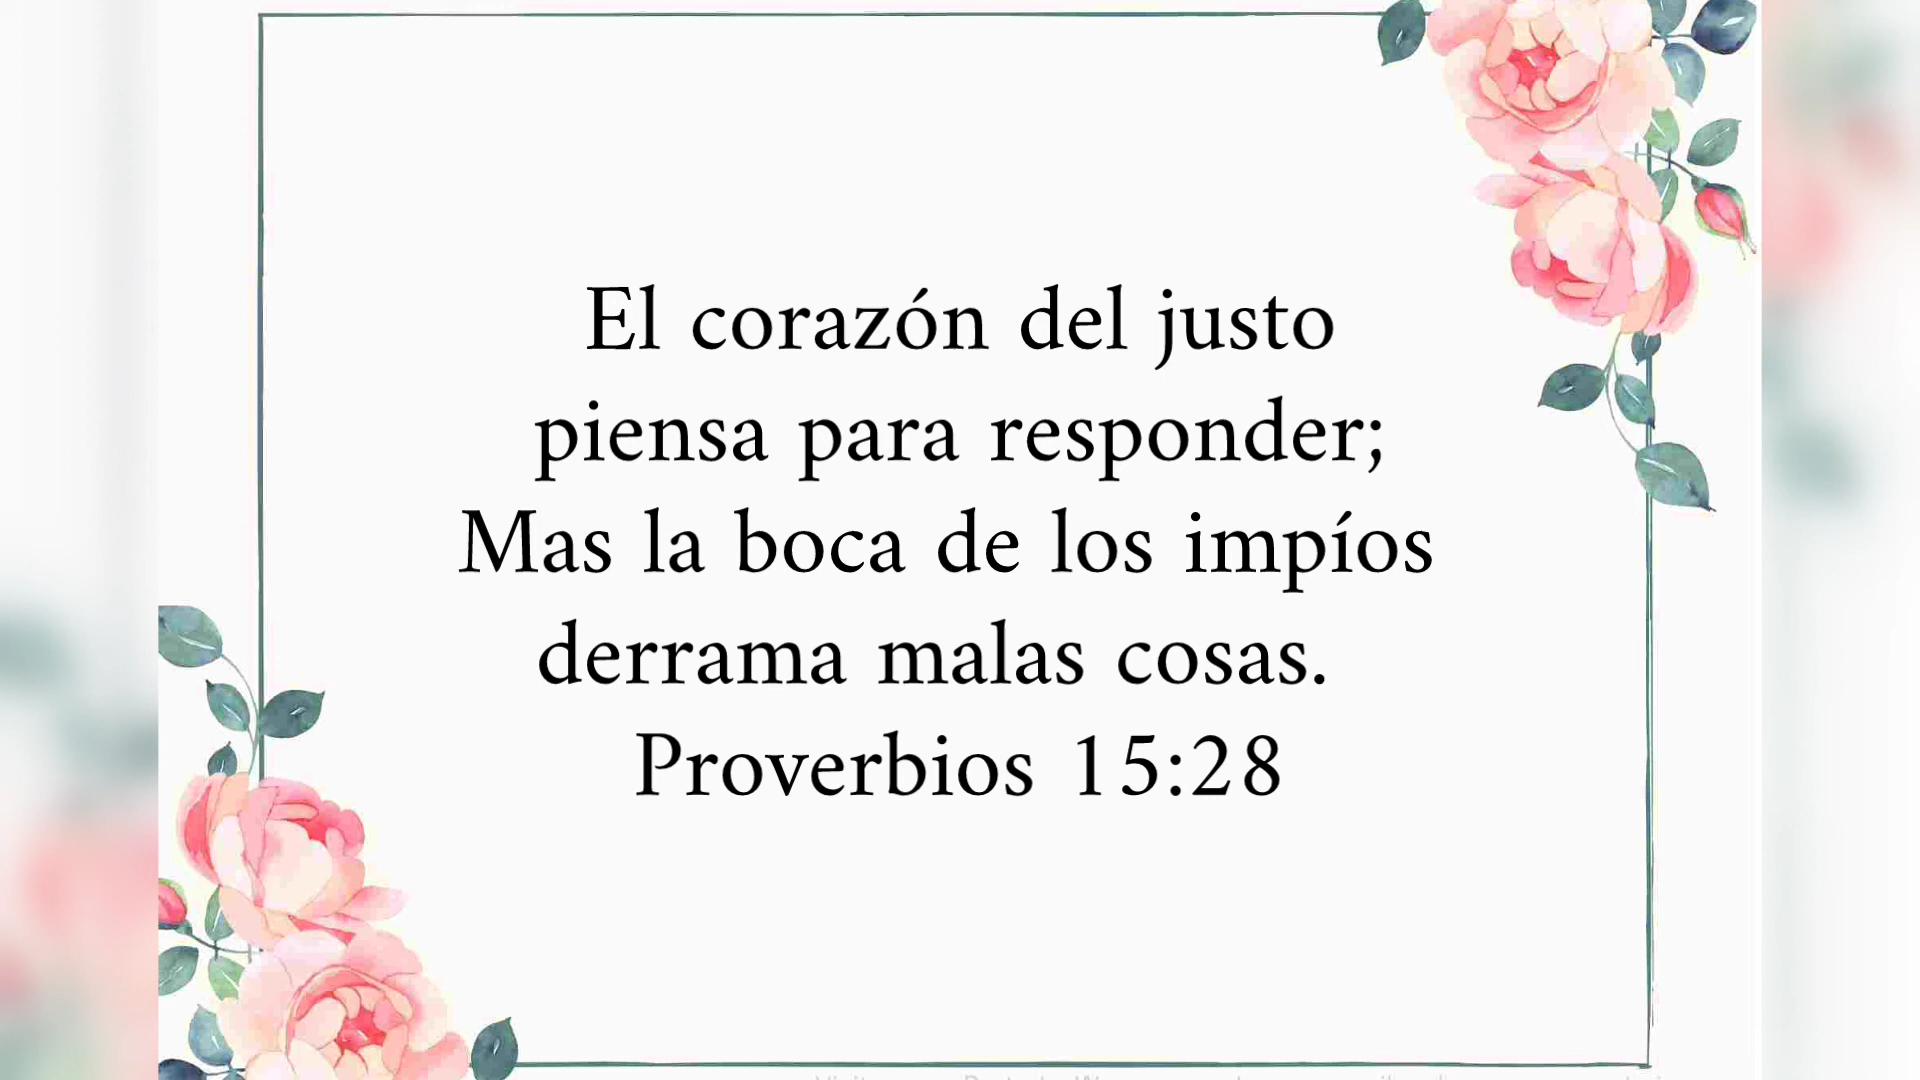 El corazón del justo
piensa para responder;
Mas la boca de los impíos
derrama malas cosas.
Proverbios 15:28